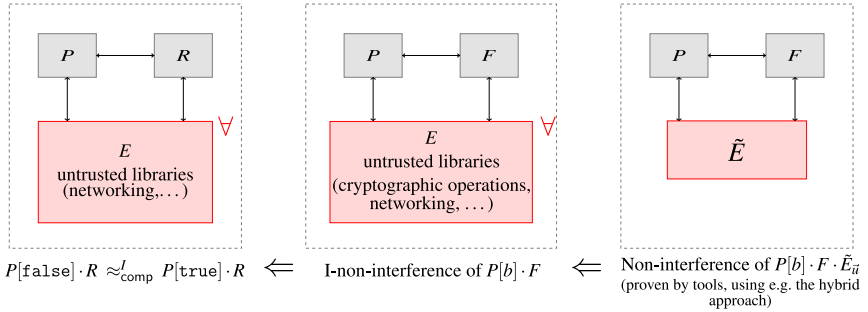 P R
∀
E
untrusted libraries
(networking,...)
P[false] · R ≈ᴵcomp P[true] · R
⇐
P F
∀
E
untrusted libraries
(cryptographic operations,
networking, ...)
I-non-interference of P[b] · F
⇐
P F
Ẽ
Non-interference of P[b] · F · Ẽ_u⃗
(proven by tools, using e.g. the hybrid
approach)